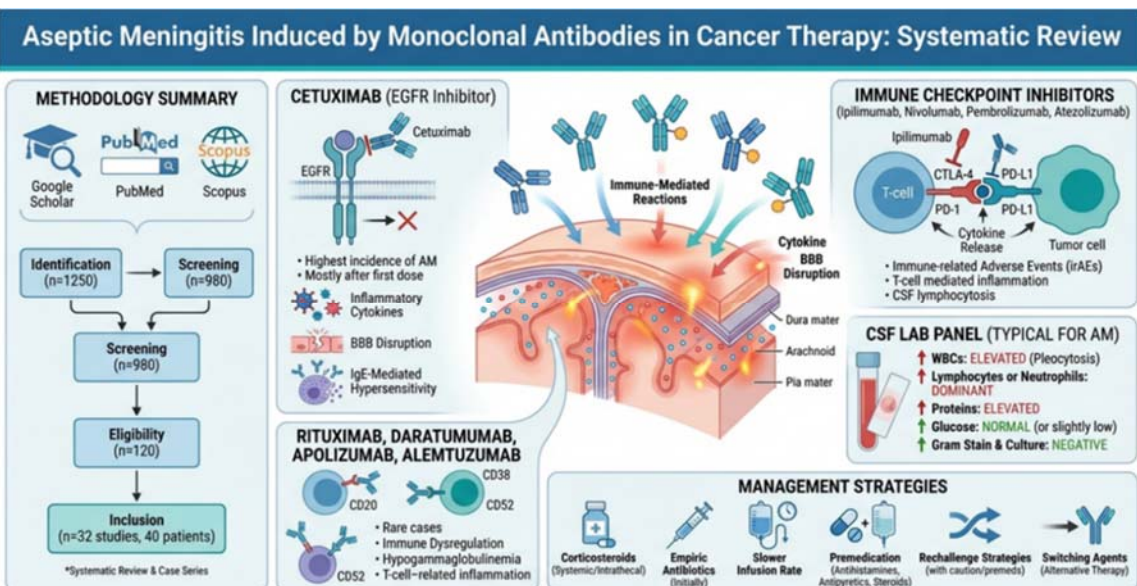 Aseptic Meningitis Induced by Monoclonal Antibodies in Cancer Therapy: Systematic Review
METHODOLOGY SUMMARY
Google
Scholar
PubMed
PubMed
Scopus
Scopus
Identification
(n=1250)
Screening
(n=980)
Screening
(n=980)
Eligibility
(n=120)
Inclusion
(n=32 studies, 40 patients)
*Systematic Review & Case Series
CETUXIMAB (EGFR Inhibitor)
Cetuximab
EGFR
• Highest incidence of AM
• Mostly after first dose
Inflammatory
Cytokines
BBB Disruption
IgE-Mediated
Hypersensitivity
RITUXIMAB, DARATUMUMAB,
APOLIZUMAB, ALEMTUZUMAB
CD20
CD38
CD52
CD52
• Rare cases
• Immune Dysregulation
• Hypogammaglobulinemia
• T-cell-related inflammation
Immune-Mediated
Reactions
Cytokine
BBB
Disruption
Dura mater
Arachnoid
Pia mater
IMMUNE CHECKPOINT INHIBITORS
(Ipilimumab, Nivolumab, Pembrolizumab, Atezolizumab)
Ipilimumab
T-cell
CTLA-4
PD-L1
PD-1
PD-L1
Cytokine
Release
Tumor cell
• Immune-related Adverse Events (irAEs)
• T-cell mediated inflammation
• CSF lymphocytosis
CSF LAB PANEL (TYPICAL FOR AM)
↑ WBCs: ELEVATED (Pleocytosis)
↑ Lymphocytes or Neutrophils:
DOMINANT
↑ Proteins: ELEVATED
↑ Glucose: NORMAL (or slightly low)
↑ Gram Stain & Culture: NEGATIVE
MANAGEMENT STRATEGIES
Corticosteroids
(Systemic/Intrathecal)
Empiric
Antibiotics
(Initially)
Slower
Infusion Rate
Premedication
(Antihistamines,
Antipyretics, Steroids)
Rechallenge Strategies
(with caution/premeds)
Switching Agents
(Alternative Therapy)